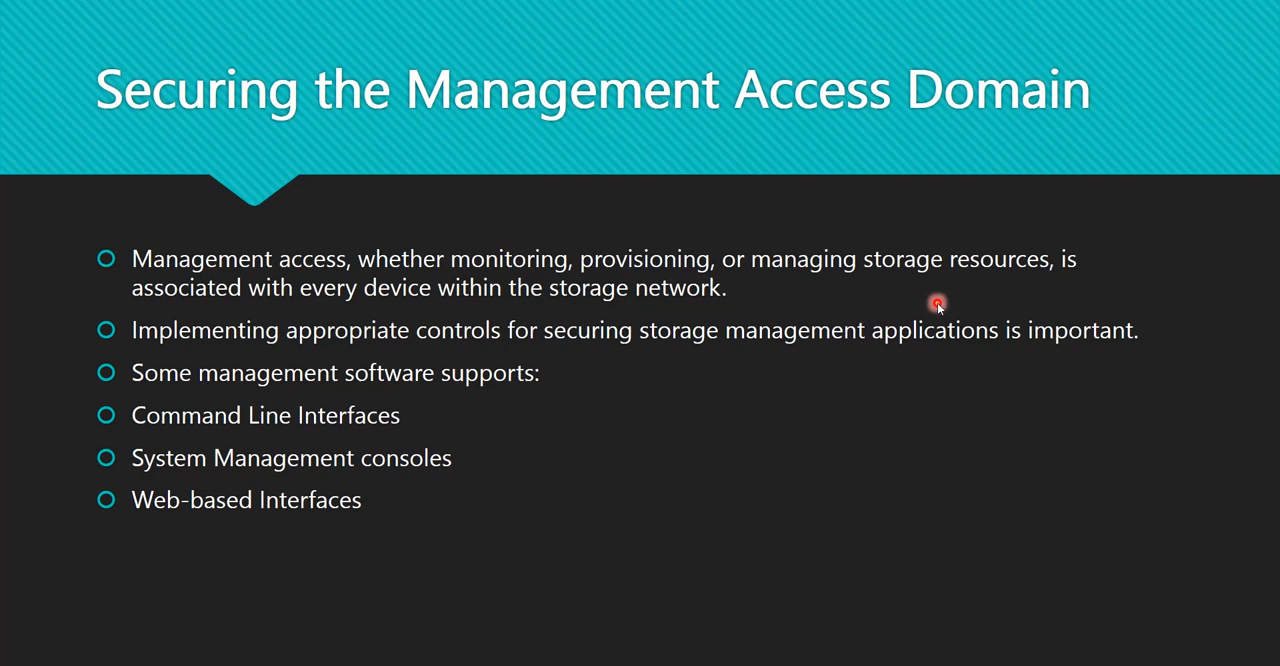 Securing the Management Access Domain
Management access, whether monitoring, provisioning, or managing storage resources, is
associated with every device within the storage network.
Implementing appropriate controls for securing storage management applications is important.
Some management software supports:
Command Line Interfaces
System Management consoles
Web-based Interfaces